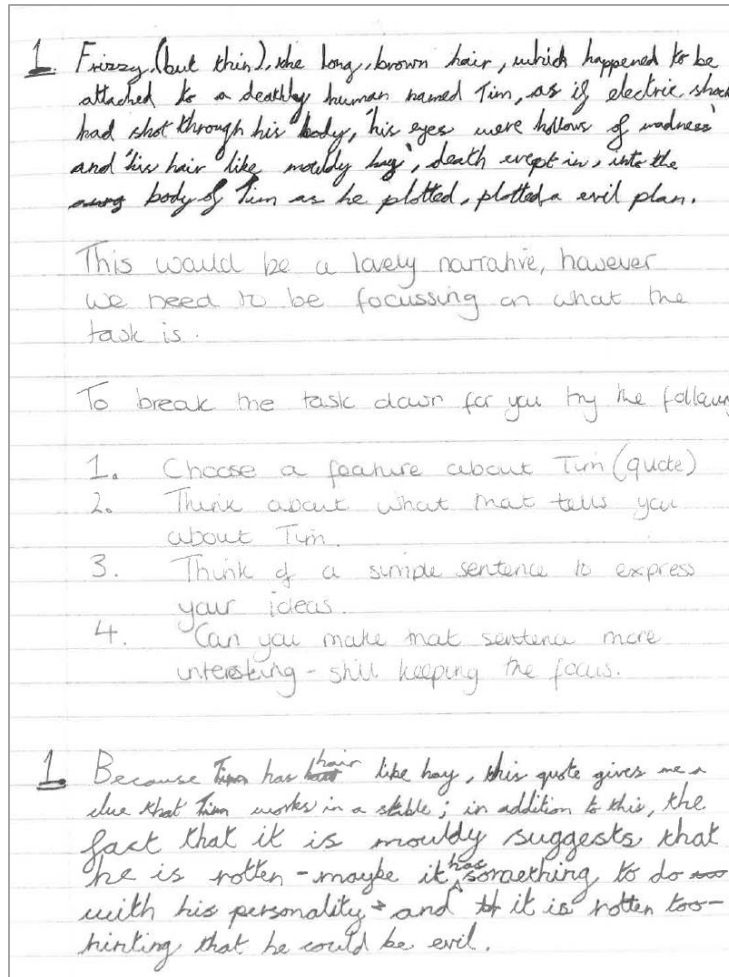 1 Frizzy, (but thin), the long, brown hair, which happened to be
attached to a deathly human named Tim, as if electric shock
had shot through his body, 'his eyes were hollows of madness'
and 'his hair like mouldy hay', death crept in, into the
body of Tim as he plotted, plotted a evil plan.
This would be a lovely narrative, however
we need to be focussing on what the
task is.
To break the task down for you try the following
1. Choose a feature about Tim (quote)
2. Think about what that tells you
about Tim.
3. Think of a simple sentence to express
your ideas.
4. Can you make that sentence more
interesting - still keeping the focus.
1 Because Tim has hair like hay, this quote gives me a
clue that Tim works in a stable; in addition to this, the
fact that it is mouldy suggests that
he is rotten - maybe it has something to do
with his personality - and it is rotten too -
hinting that he could be evil.